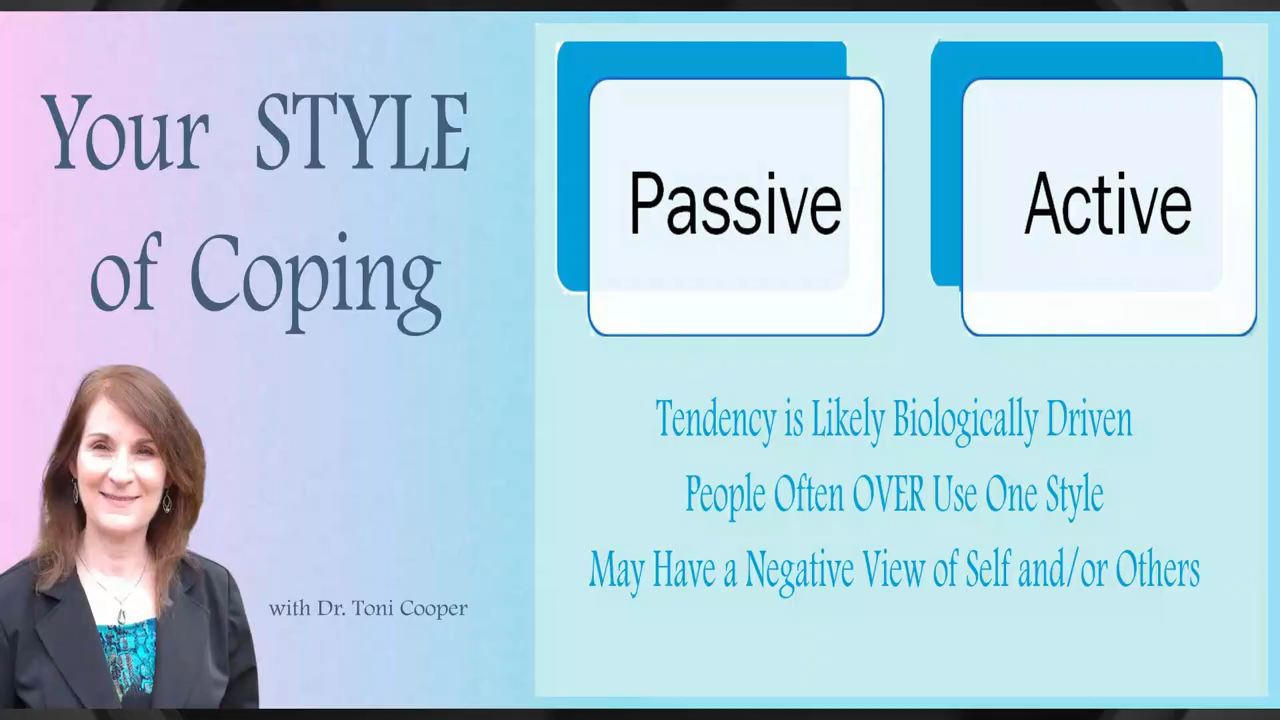 Your STYLE
of Coping
with Dr. Toni Cooper
Passive
Active
Tendency is Likely Biologically Driven
People Often OVER Use One Style
May Have a Negative View of Self and/or Others